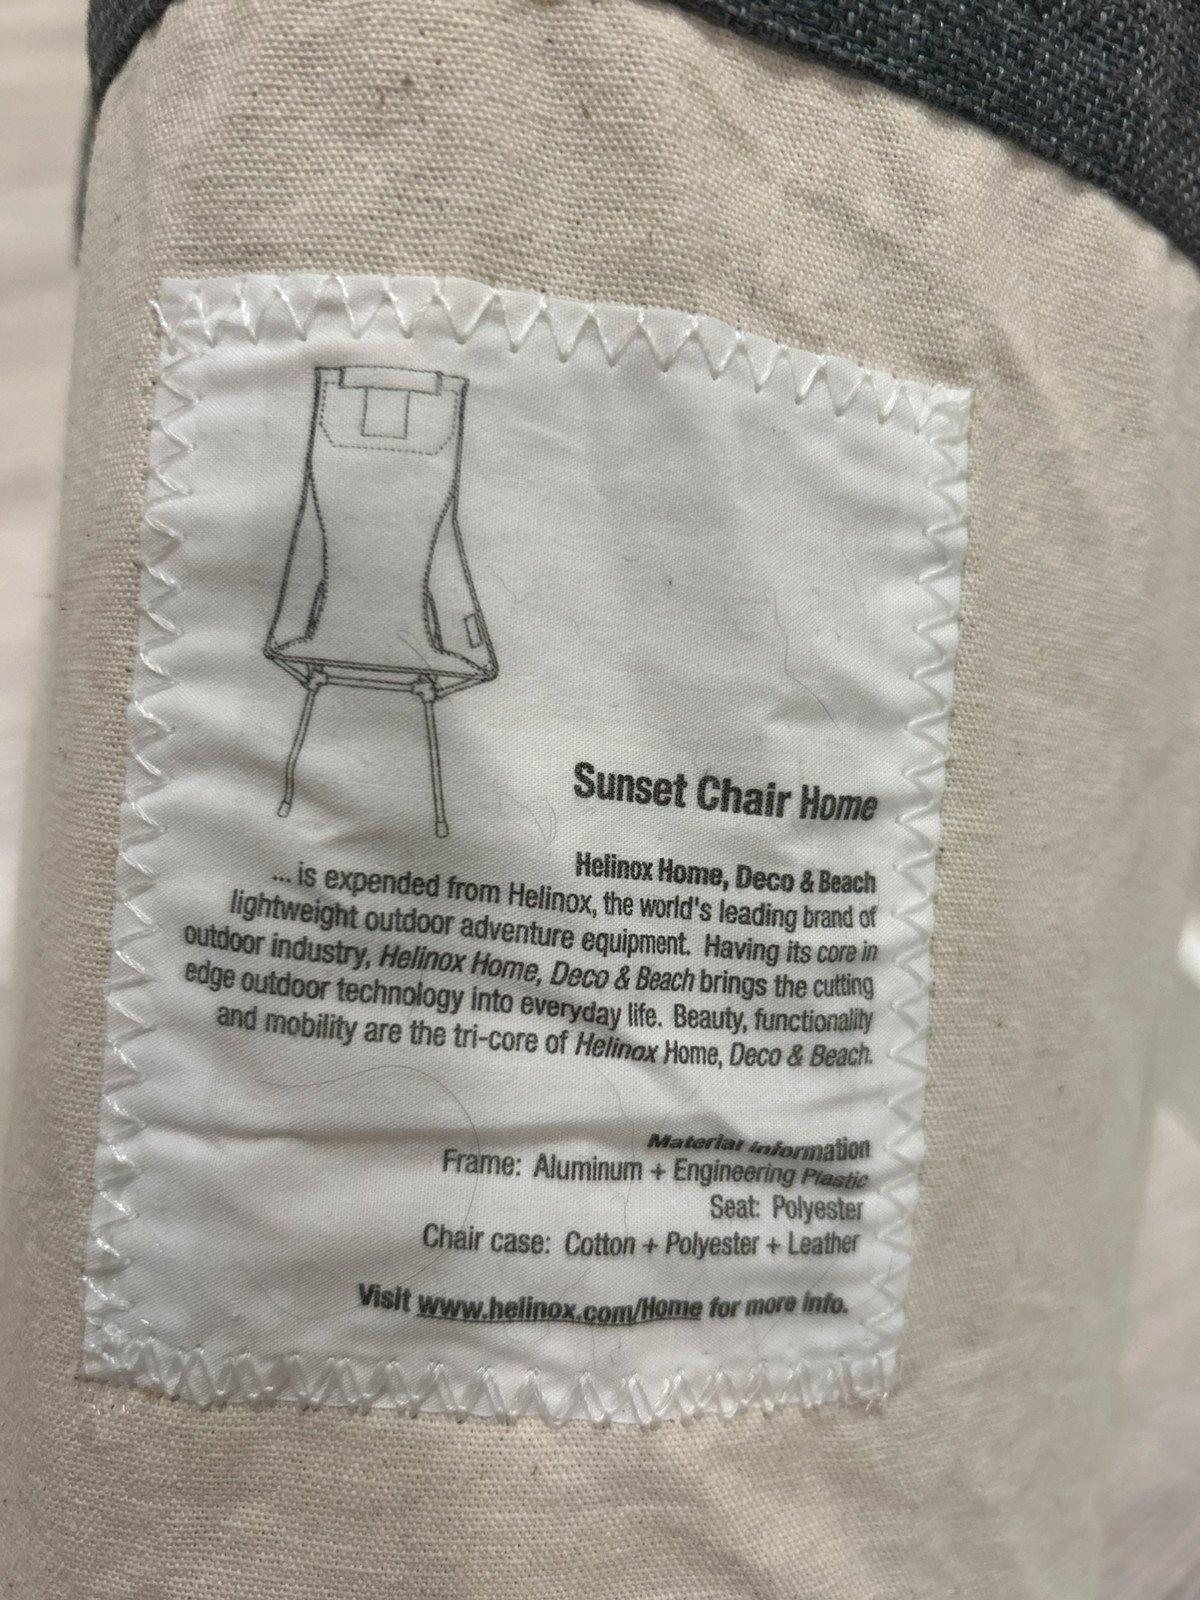 Sunset Chair Home
Helinox Home, Deco & Beach
... is expended from Helinox, the world's leading brand of
lightweight outdoor adventure equipment. Having its core in
outdoor industry, Helinox Home, Deco & Beach brings the cutting
edge outdoor technology into everyday life. Beauty, functionality
and mobility are the tri-core of Helinox Home, Deco & Beach.
Material Information
Frame: Aluminum + Engineering Plastic
Seat: Polyester
Chair case: Cotton + Polyester + Leather
Visit www.helinox.com/Home for more info.